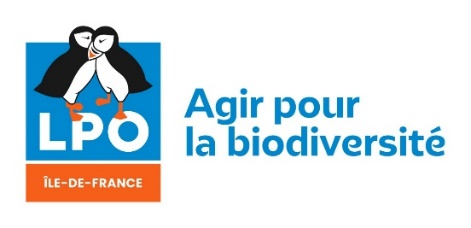 LPO
ÎLE-DE-FRANCE
Agir pour
la biodiversité